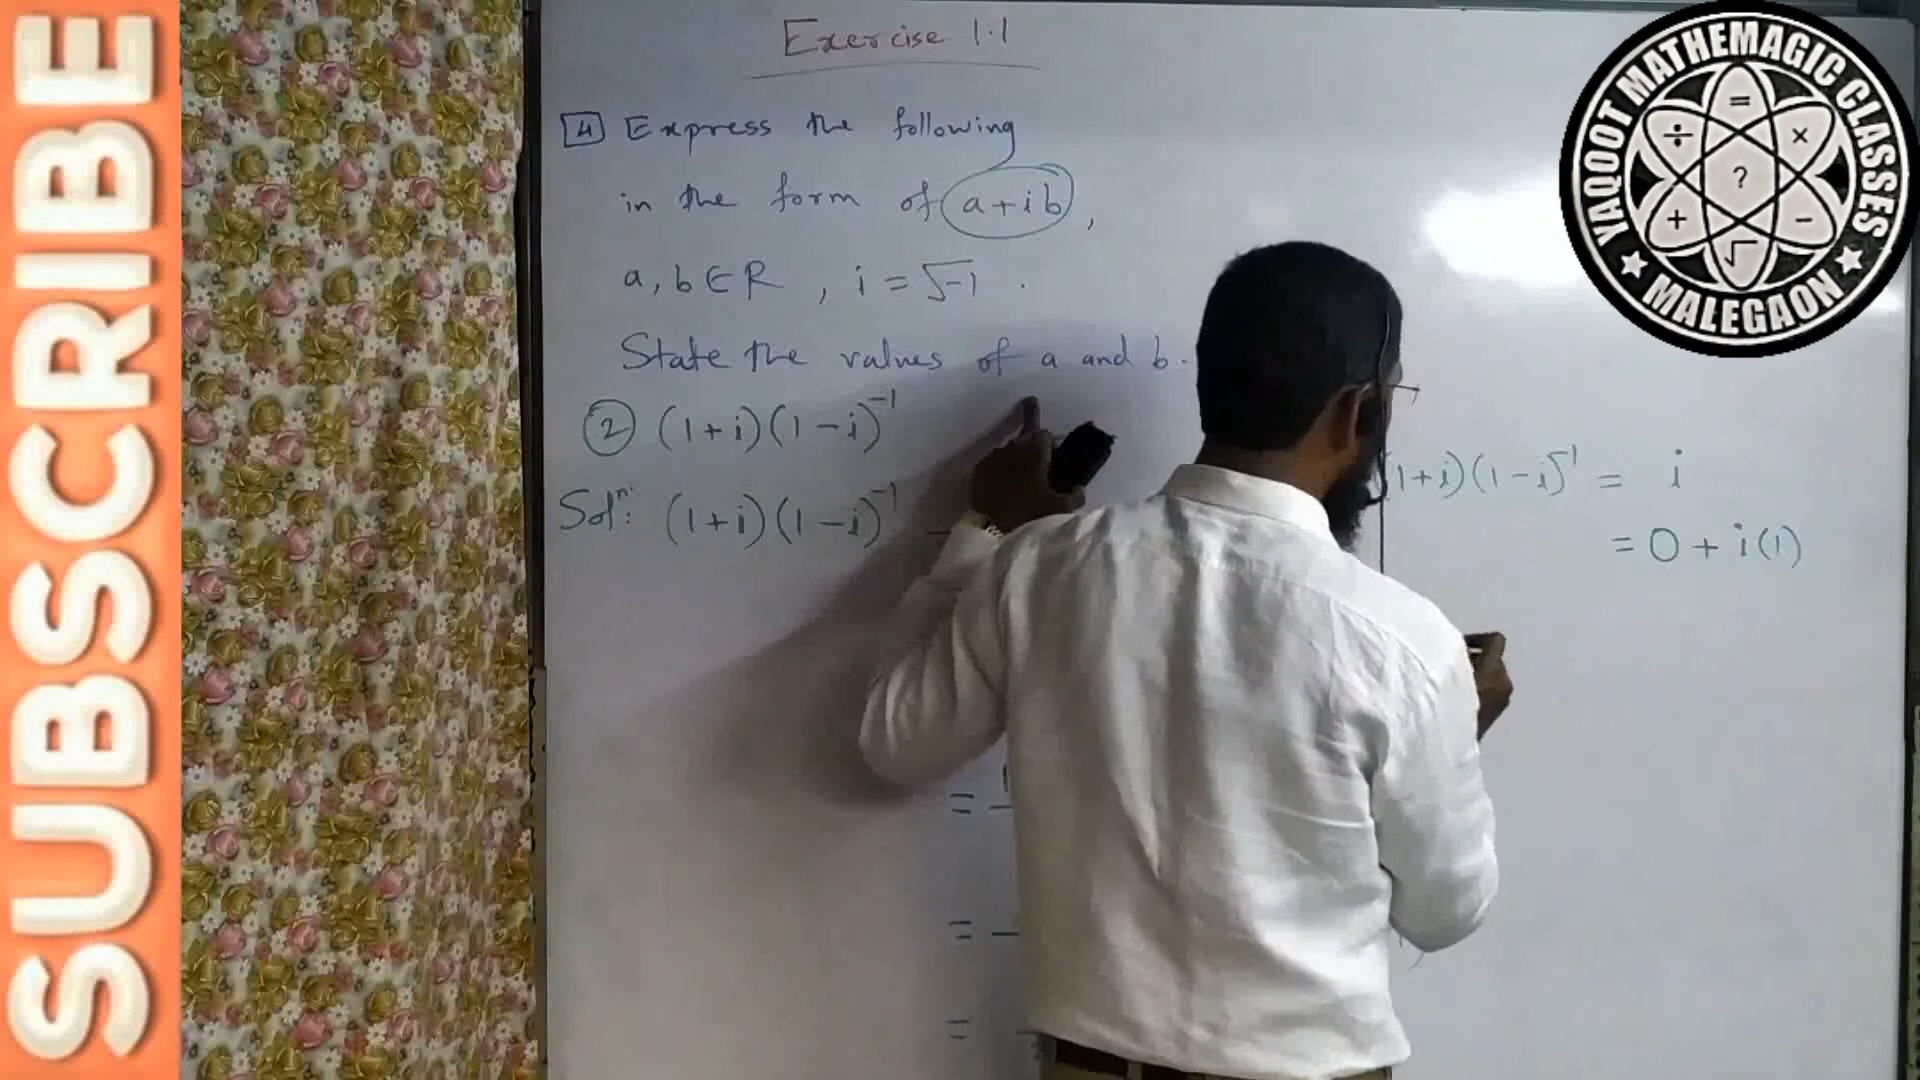 SUBSCRIBE
Exercise 1.1
4 Express the following
in the form of a+ib,
a, b ∈ R , i = √-1 .
State the values of a and b.
② (1+i)(1-i)⁻¹
Solⁿ: (1+i)(1-i)⁻¹
=
=
=
(1+i)(1-i)⁻¹ = i
= 0 + i(1)
YAQOOT MATHEMAGIC CLASSES
★ MALEGAON ★
= ÷ × ? + − √